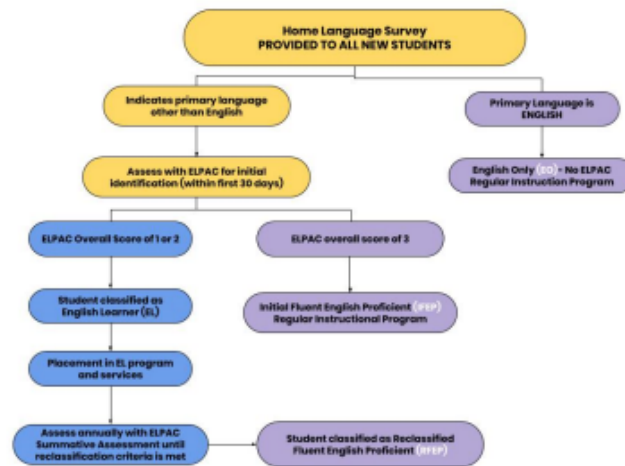 Home Language Survey
PROVIDED TO ALL NEW STUDENTS
Indicates primary language
other than English
Primary Language is
ENGLISH
Assess with ELPAC for initial
identification (within first 30 days)
English Only (EO)- No ELPAC
Regular Instruction Program
ELPAC Overall Score of 1 or 2
ELPAC overall score of 3
Student classified as
English Learner (EL)
Initial Fluent English Proficient (IFEP)
Regular Instructional Program
Placement in EL program
and services
Assess annually with ELPAC
Summative Assessment until
reclassification criteria is met
Student classified as Reclassified
Fluent English Proficient (RFEP)